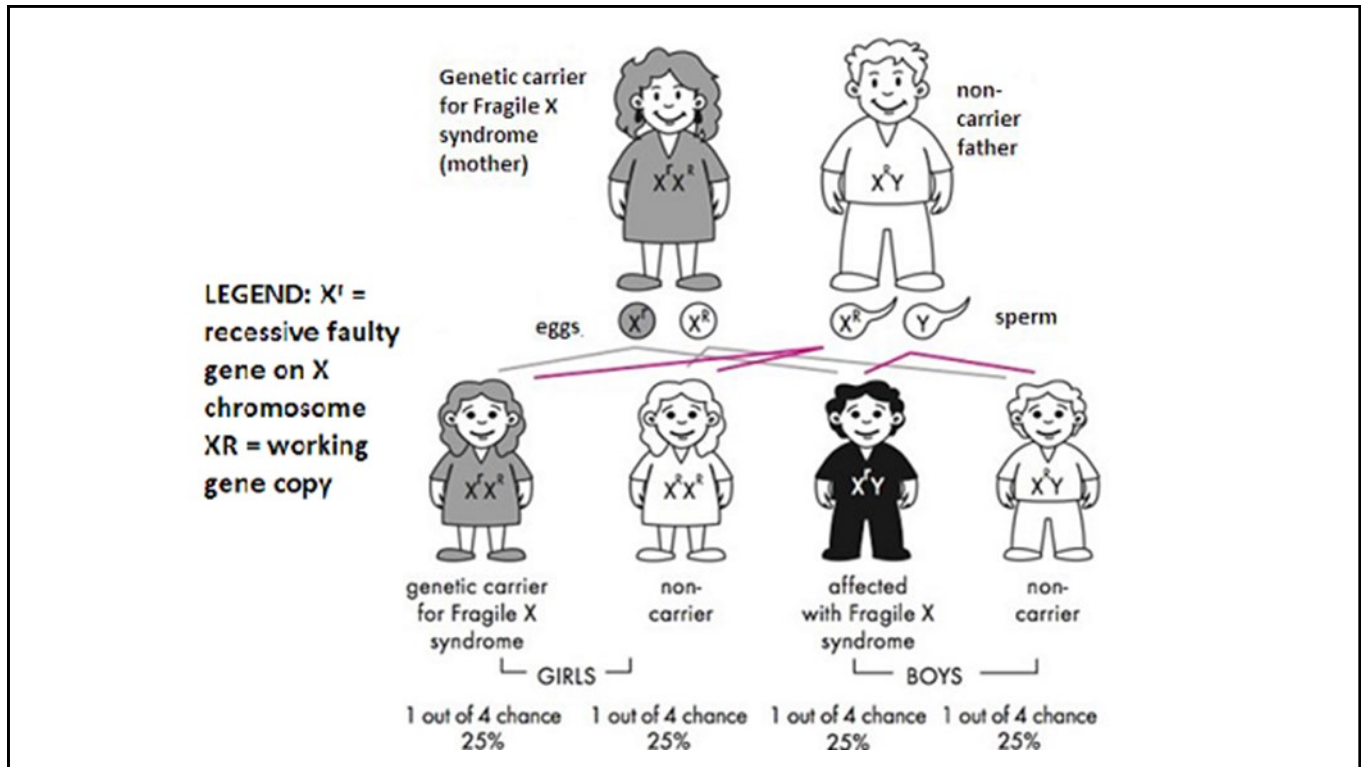 Genetic carrier
for Fragile X
syndrome
(mother)
non-
carrier
father
XʳXᴿ
XᴿY
LEGEND: Xʳ =
recessive faulty
gene on X
chromosome
XR = working
gene copy
eggs
Xʳ
Xᴿ
Xᴿ
Y
sperm
XʳXᴿ
XᴿXᴿ
XʳY
XᴿY
genetic carrier
for Fragile X
syndrome
non-
carrier
affected
with Fragile X
syndrome
non-
carrier
GIRLS
BOYS
1 out of 4 chance
25%
1 out of 4 chance
25%
1 out of 4 chance
25%
1 out of 4 chance
25%